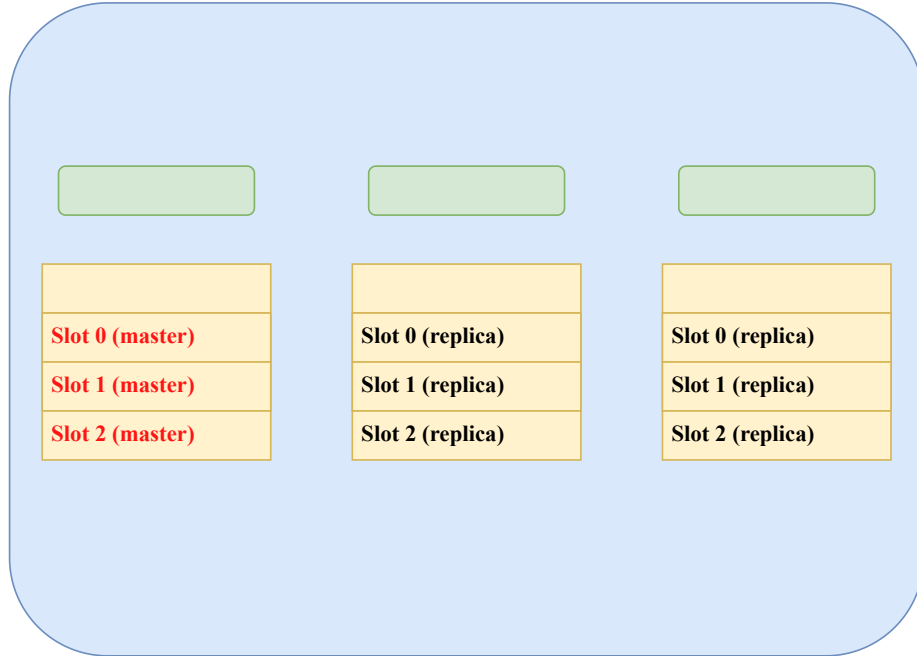 Slot 0 (master)
Slot 1 (master)
Slot 2 (master)
Slot 0 (replica)
Slot 1 (replica)
Slot 2 (replica)
Slot 0 (replica)
Slot 1 (replica)
Slot 2 (replica)